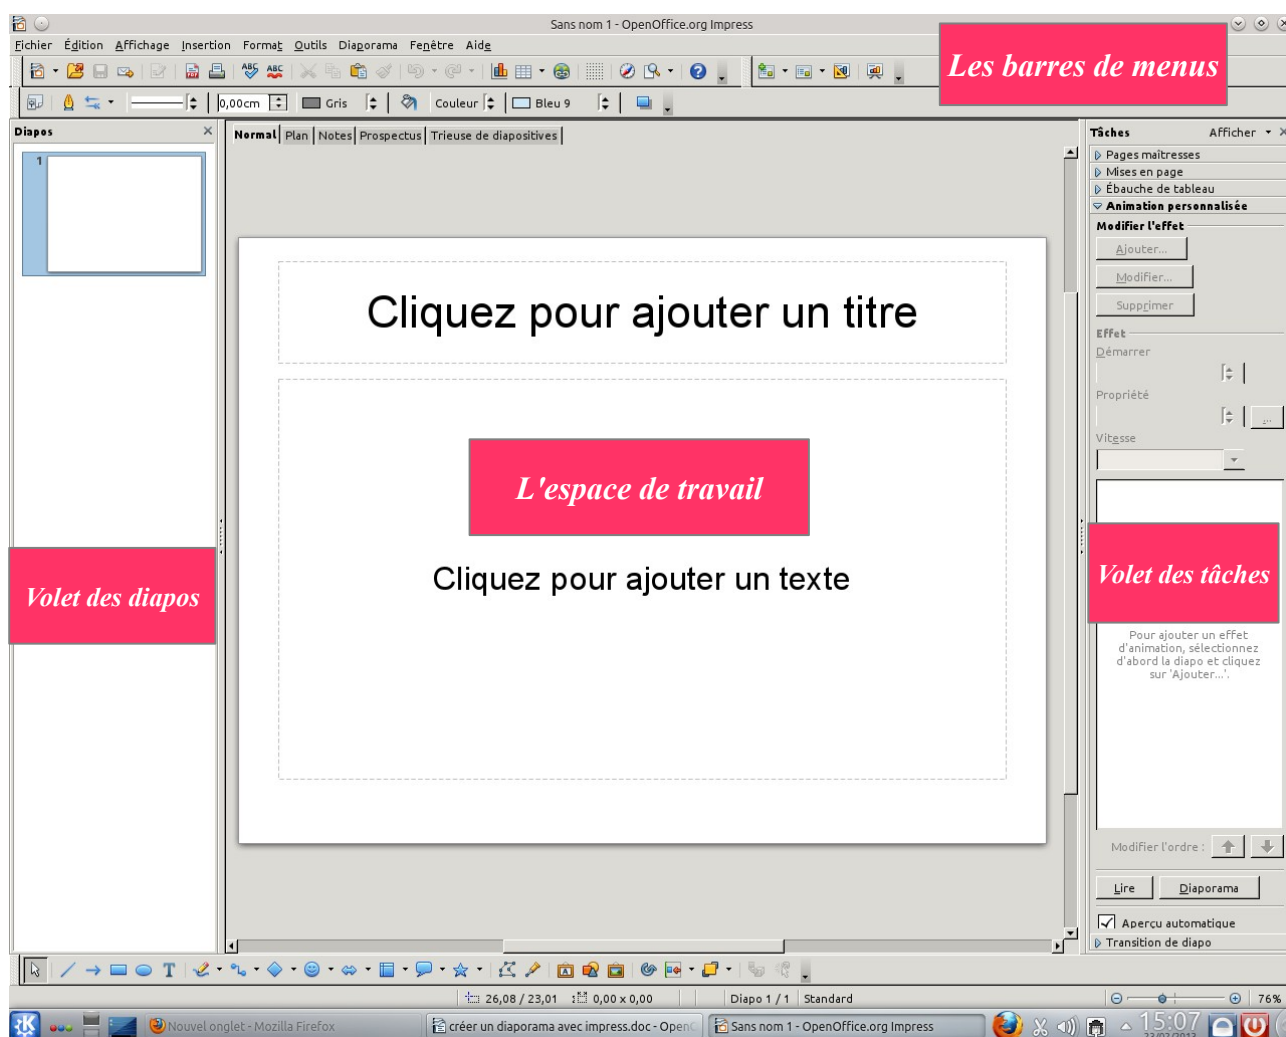 Sans nom 1 - OpenOffice.org Impress
Fichier Édition Affichage Insertion Format Outils Diaporama Fenêtre Aide
Les barres de menus
0,00cm Gris Couleur Bleu 9
Diapos
Normal Plan Notes Prospectus Trieuse de diapositives
Tâches Afficher
1
Pages maîtresses
Mises en page
Ébauche de tableau
Animation personnalisée
Modifier l'effet
Ajouter...
Modifier...
Supprimer
Effet
Démarrer
Propriété
...
Vitesse
Cliquez pour ajouter un titre
L'espace de travail
Cliquez pour ajouter un texte
Volet des diapos
Volet des tâches
Pour ajouter un effet
d'animation, sélectionnez
d'abord la diapo et cliquez
sur 'Ajouter...'.
Modifier l'ordre :
Lire Diaporama
Aperçu automatique
Transition de diapo
26,08 / 23,01 0,00 x 0,00 Diapo 1 / 1 Standard 76%
Nouvel onglet - Mozilla Firefox créer un diaporama avec impress.doc - OpenO Sans nom 1 - OpenOffice.org Impress 15:07